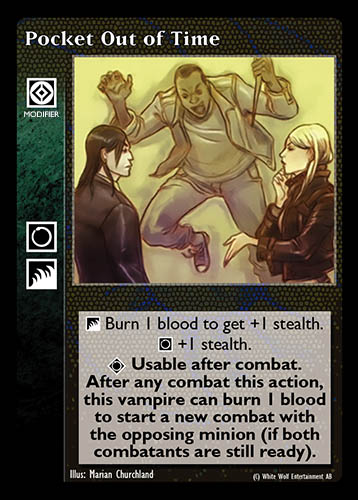 Pocket Out of Time
MODIFIER
Burn 1 blood to get +1 stealth.
+1 stealth.
Usable after combat.
After any combat this action,
this vampire can burn 1 blood
to start a new combat with
the opposing minion (if both
combatants are still ready).
Illus: Marian Churchland
(C) White Wolf Entertainment AB